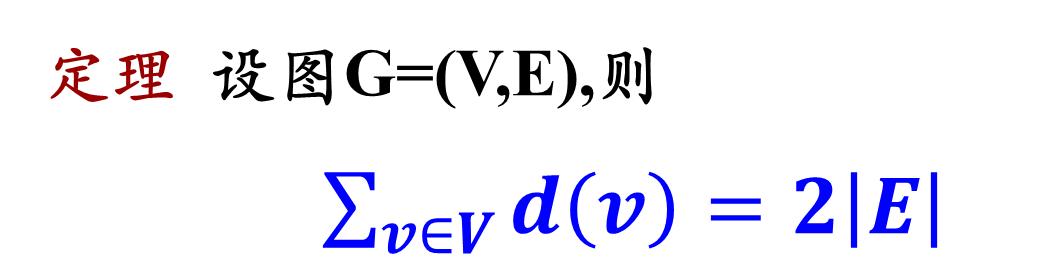 定理 设图G=(V,E),则
∑v∈V d(v) = 2|E|